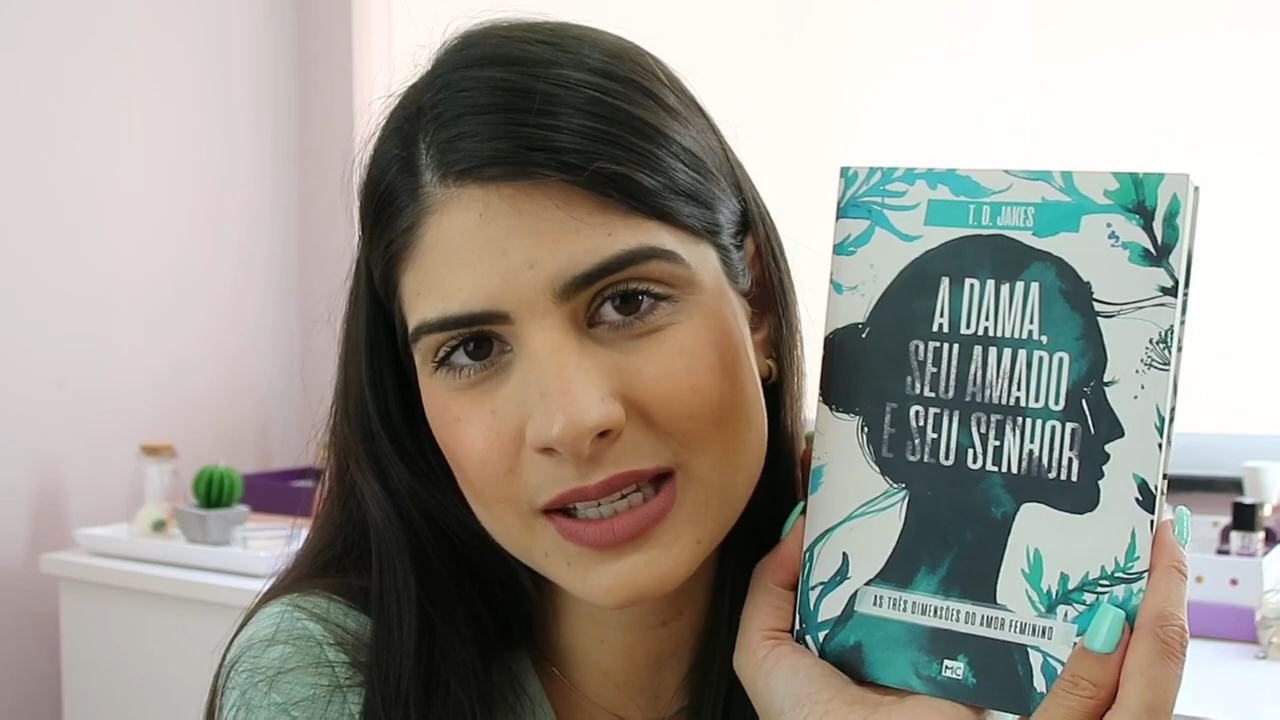 T. D. JAKES
A DAMA,
SEU AMADO
E SEU SENHOR
AS TRÊS DIMENSÕES DO AMOR FEMININO
MC